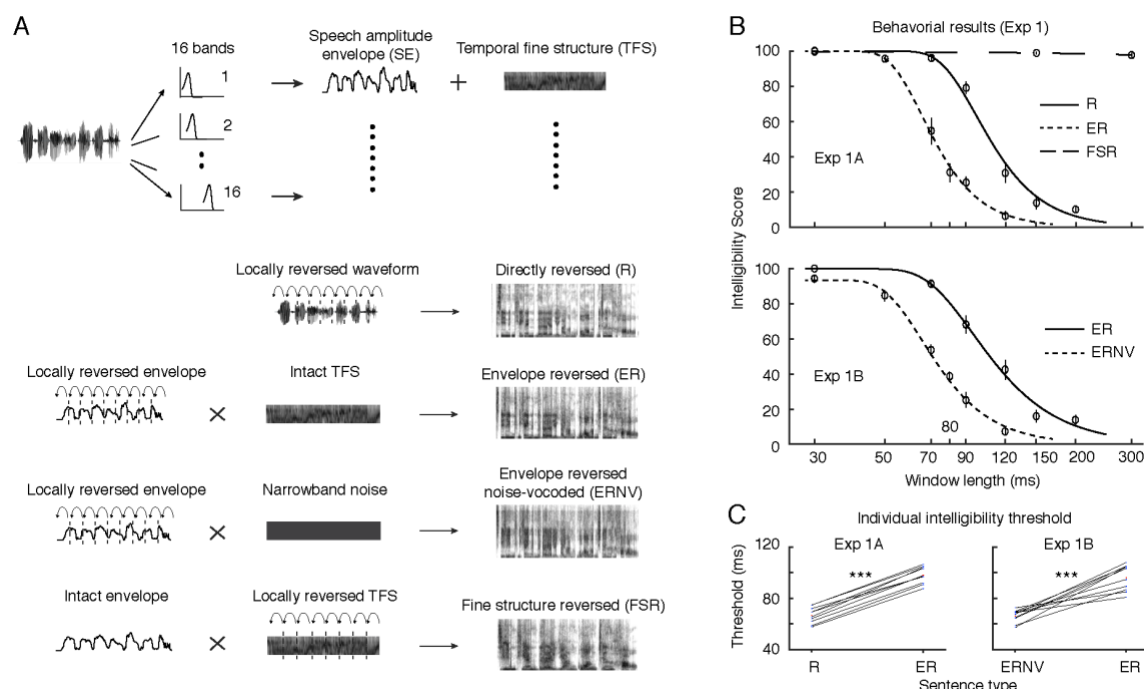 A
16 bands
Speech amplitude
envelope (SE)
Temporal fine structure (TFS)
1
+
2
16
Locally reversed waveform
Directly reversed (R)
Locally reversed envelope
Intact TFS
Envelope reversed (ER)
×
Locally reversed envelope
Narrowband noise
Envelope reversed
noise-vocoded (ERNV)
×
Intact envelope
Locally reversed TFS
Fine structure reversed (FSR)
×
B
Behavorial results (Exp 1)
Intelligibility Score
100
80
60
40
20
0
Exp 1A
R
ER
FSR
100
80
60
40
20
0
Exp 1B
ER
ERNV
80
30
50
70
90
120
150
200
300
Window length (ms)
C
Individual intelligibility threshold
Exp 1A
Exp 1B
Threshold (ms)
120
80
40
***
***
R
ER
ERNV
ER
Sentence type